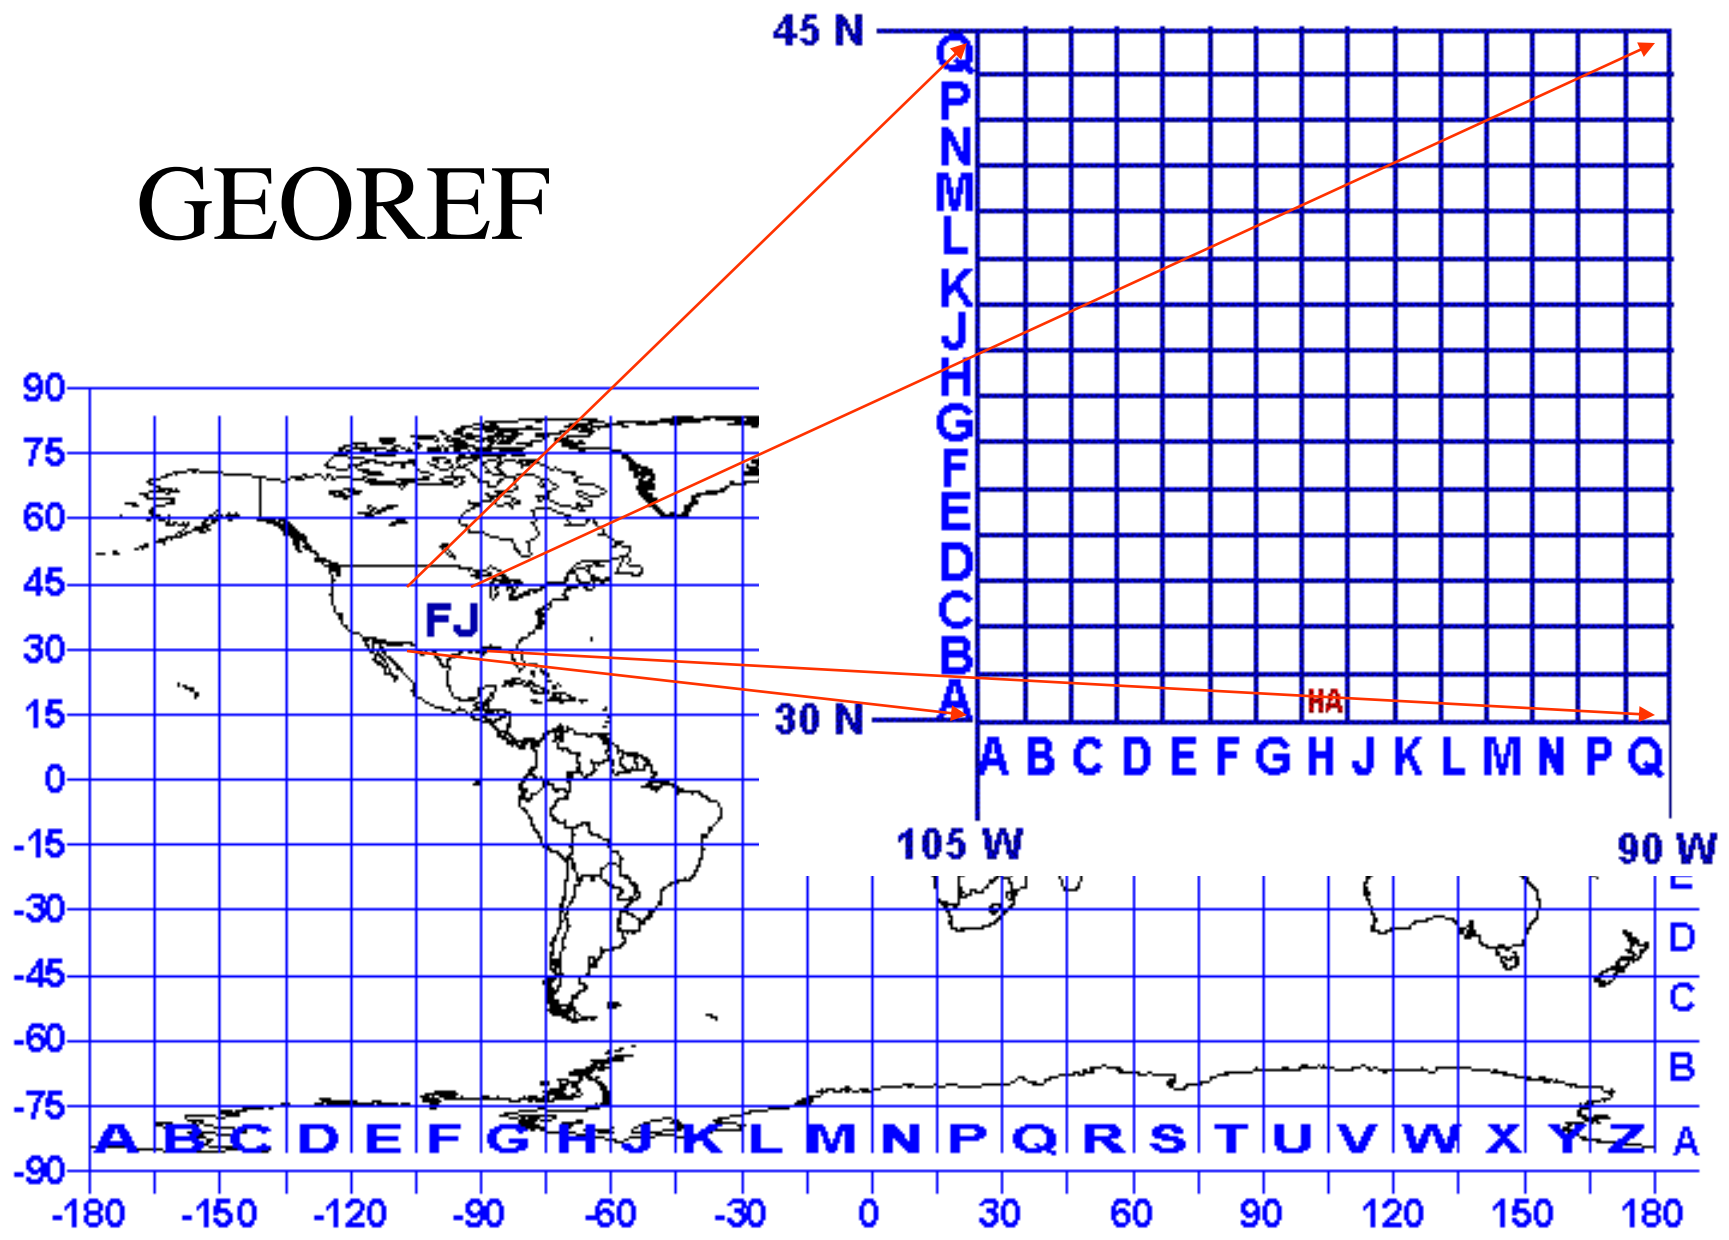 GEOREF
45 N
Q
P
N
M
L
K
J
H
G
F
E
D
C
B
A
30 N
HA
A B C D E F G H J K L M N P Q
105 W
90 W
90
75
60
45
30
15
0
-15
-30
-45
-60
-75
-90
FJ
E
D
C
B
A
A B C D E F G H J K L M N P Q R S T U V W X Y Z
-180 -150 -120 -90 -60 -30 0 30 60 90 120 150 180